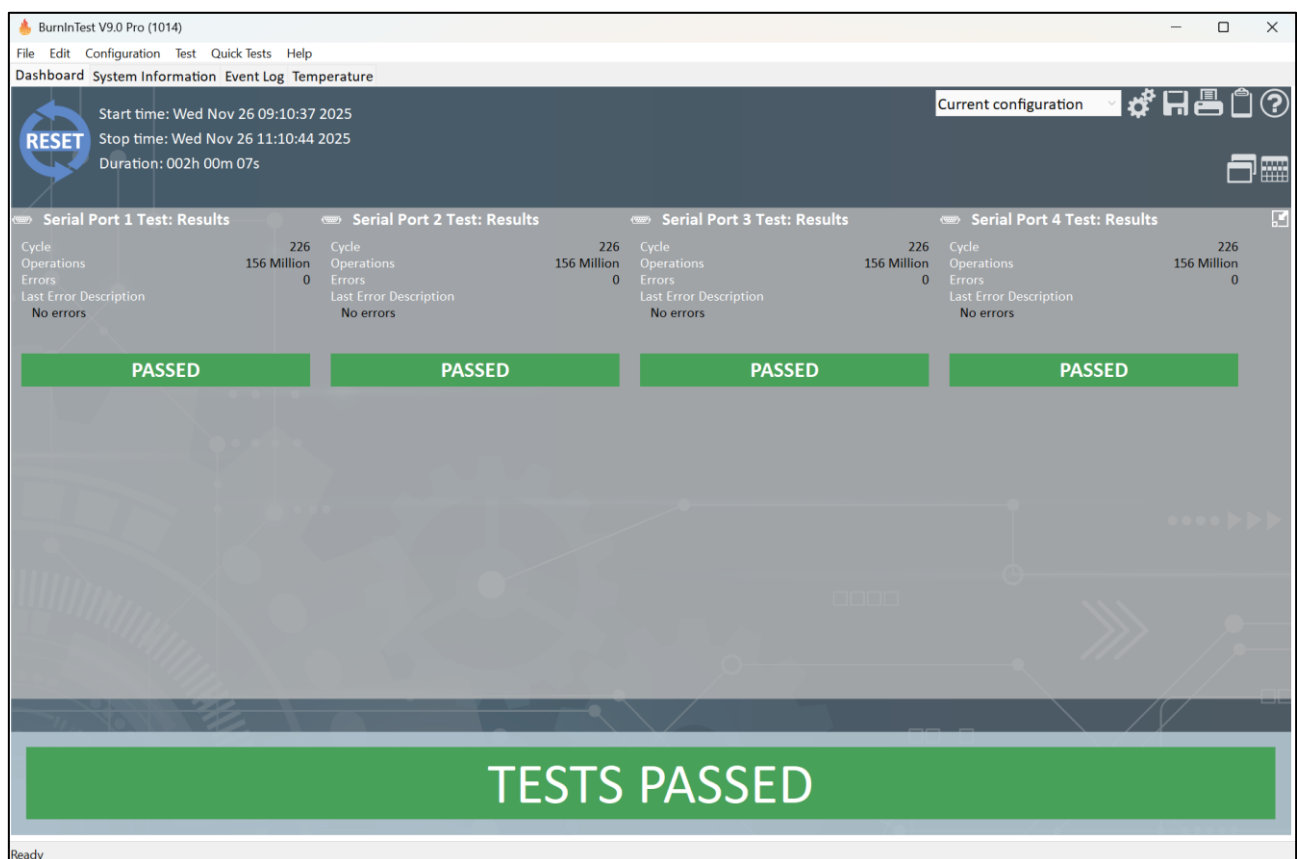 BurnInTest V9.0 Pro (1014)
File Edit Configuration Test Quick Tests Help
Dashboard System Information Event Log Temperature
RESET
Start time: Wed Nov 26 09:10:37 2025
Stop time: Wed Nov 26 11:10:44 2025
Duration: 002h 00m 07s
Current configuration
Serial Port 1 Test: Results
Cycle 226
Operations 156 Million
Errors 0
Last Error Description
No errors
PASSED
Serial Port 2 Test: Results
Cycle 226
Operations 156 Million
Errors 0
Last Error Description
No errors
PASSED
Serial Port 3 Test: Results
Cycle 226
Operations 156 Million
Errors 0
Last Error Description
No errors
PASSED
Serial Port 4 Test: Results
Cycle 226
Operations 156 Million
Errors 0
Last Error Description
No errors
PASSED
TESTS PASSED
Ready